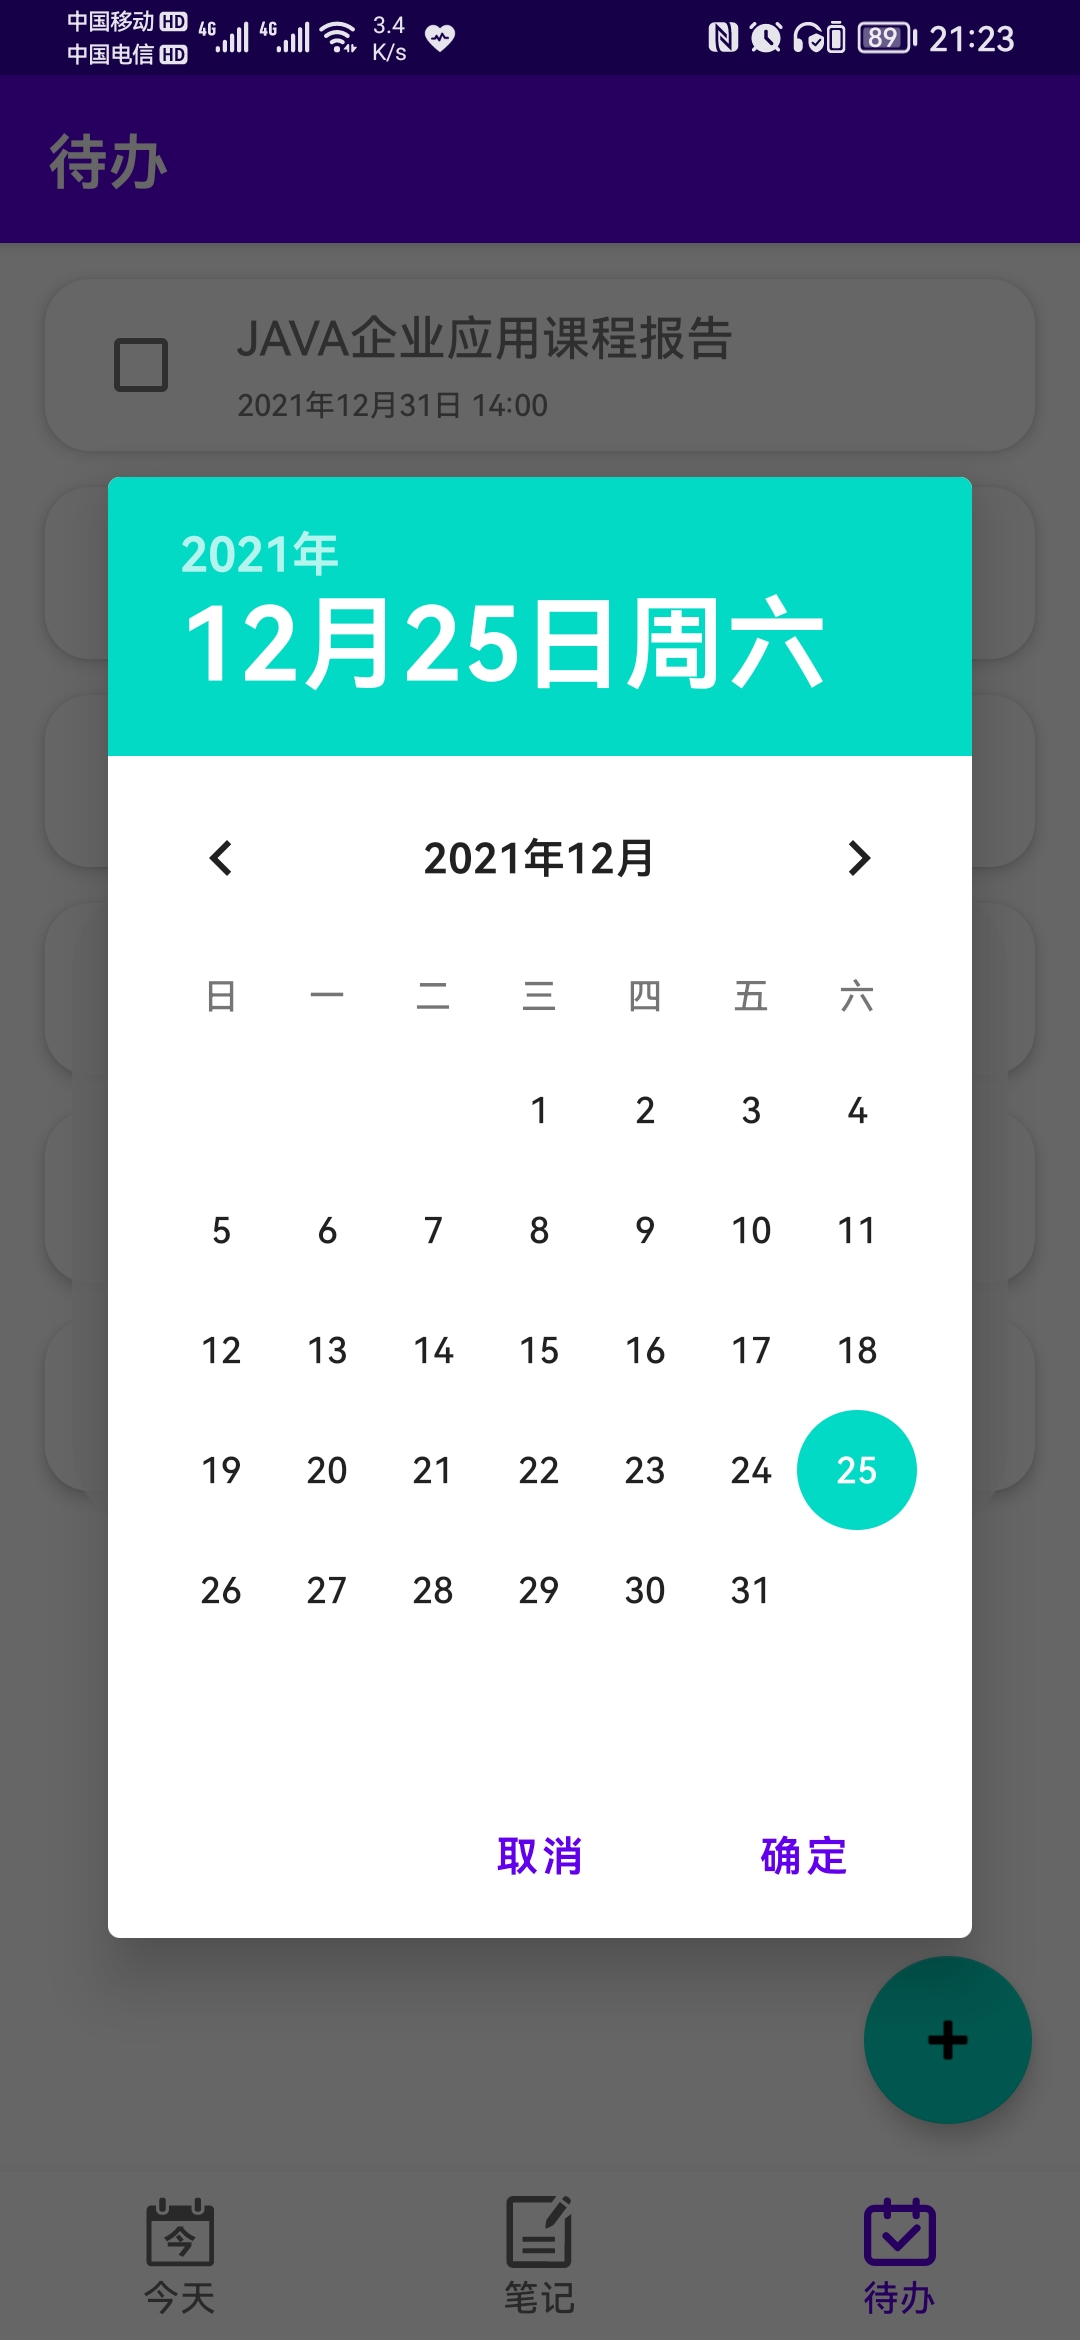 中国移动 HD 4G 4G 3.4 K/s 89 21:23
中国电信 HD
待办
JAVA企业应用课程报告
2021年12月31日 14:00
2021年
12月25日周六
2021年12月
日 一 二 三 四 五 六
1 2 3 4
5 6 7 8 9 10 11
12 13 14 15 16 17 18
19 20 21 22 23 24 25
26 27 28 29 30 31
取消 确定
今
今天 笔记 待办